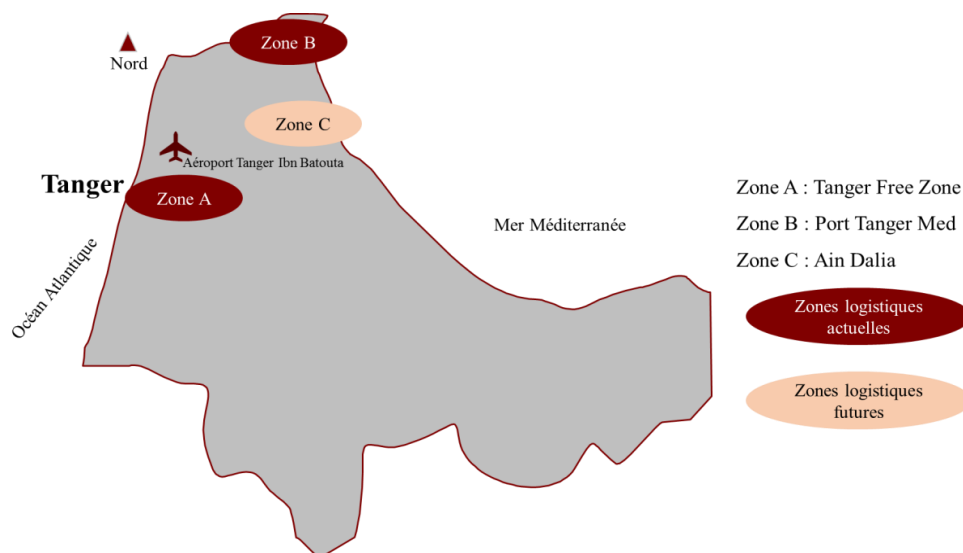 Zone B
Nord
Zone C
Aéroport Tanger Ibn Batouta
Tanger
Zone A
Océan Atlantique
Mer Méditerranée
Zone A : Tanger Free Zone
Zone B : Port Tanger Med
Zone C : Ain Dalia
Zones logistiques
actuelles
Zones logistiques
futures